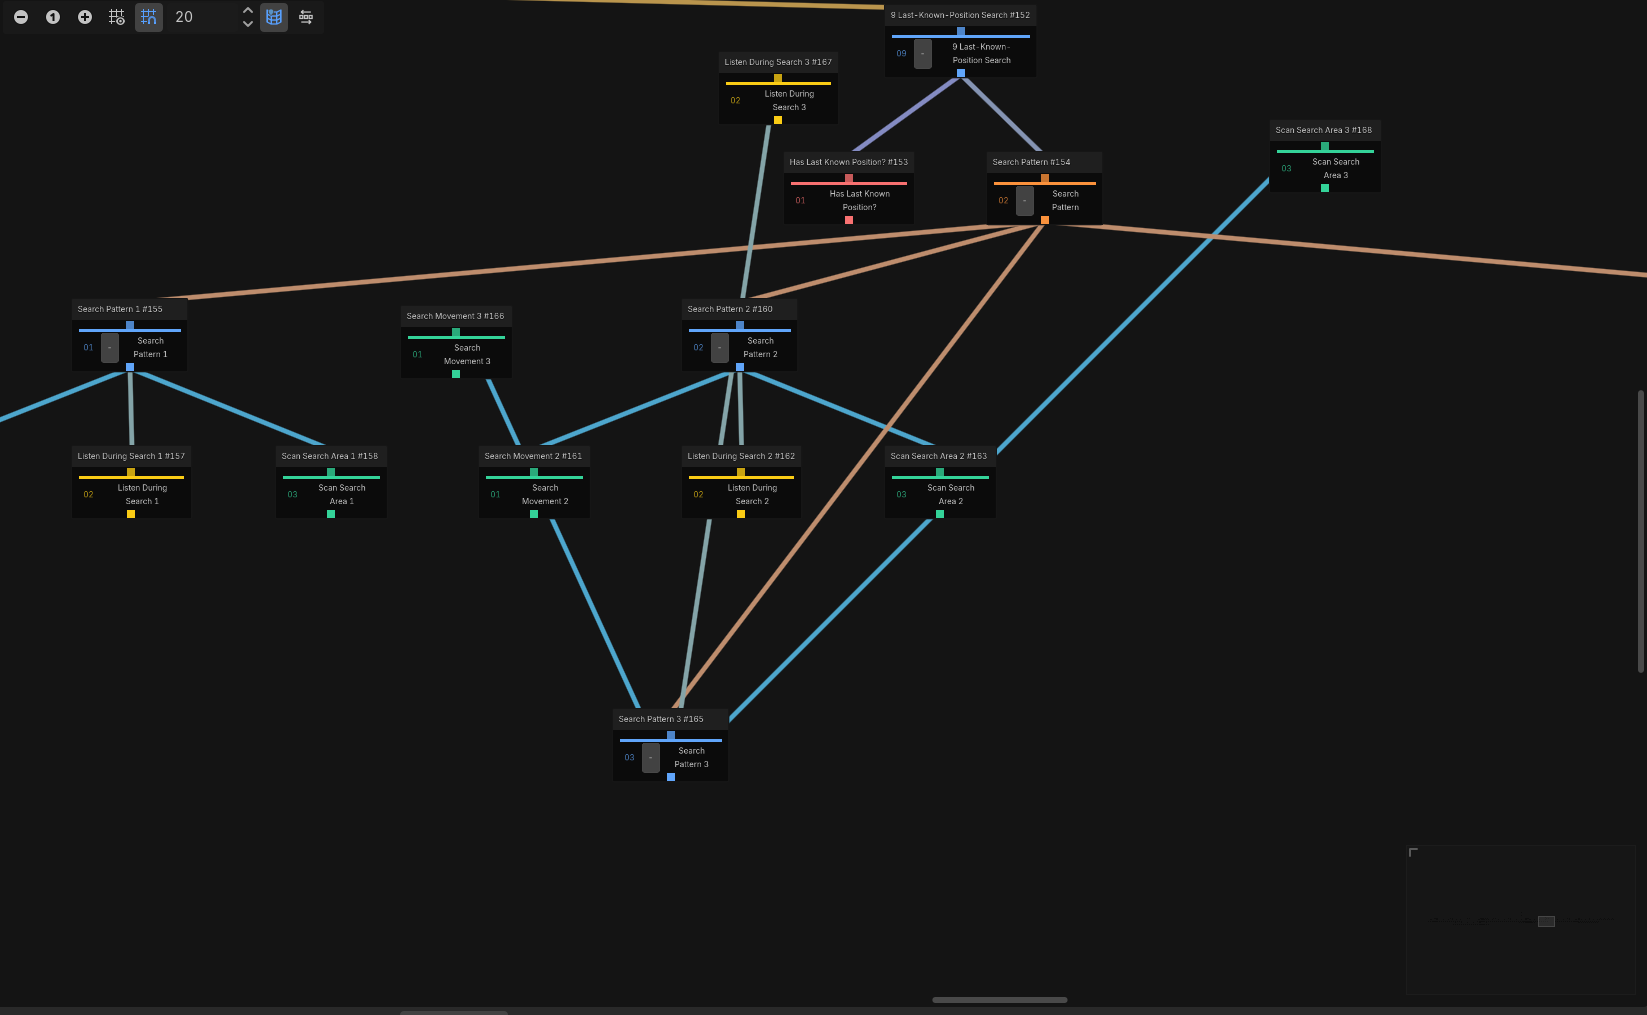 1
20
9 Last-Known-Position Search #152
09
-
9 Last-Known-
Position Search
Listen During Search 3 #167
02
Listen During
Search 3
Scan Search Area 3 #168
03
Scan Search
Area 3
Has Last Known Position? #153
01
Has Last Known
Position?
Search Pattern #154
02
-
Search
Pattern
Search Pattern 1 #155
01
-
Search
Pattern 1
Search Movement 3 #166
01
Search
Movement 3
Search Pattern 2 #160
02
-
Search
Pattern 2
Listen During Search 1 #157
02
Listen During
Search 1
Scan Search Area 1 #158
03
Scan Search
Area 1
Search Movement 2 #161
01
Search
Movement 2
Listen During Search 2 #162
02
Listen During
Search 2
Scan Search Area 2 #163
03
Scan Search
Area 2
Search Pattern 3 #165
03
-
Search
Pattern 3